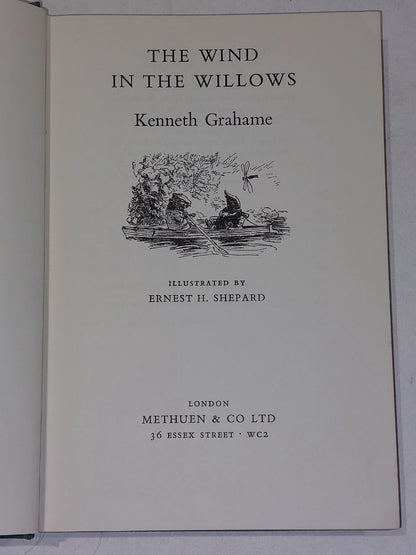 THE WIND
IN THE WILLOWS
Kenneth Grahame
ILLUSTRATED BY
ERNEST H. SHEPARD
LONDON
METHUEN & CO LTD
36 ESSEX STREET · WC2